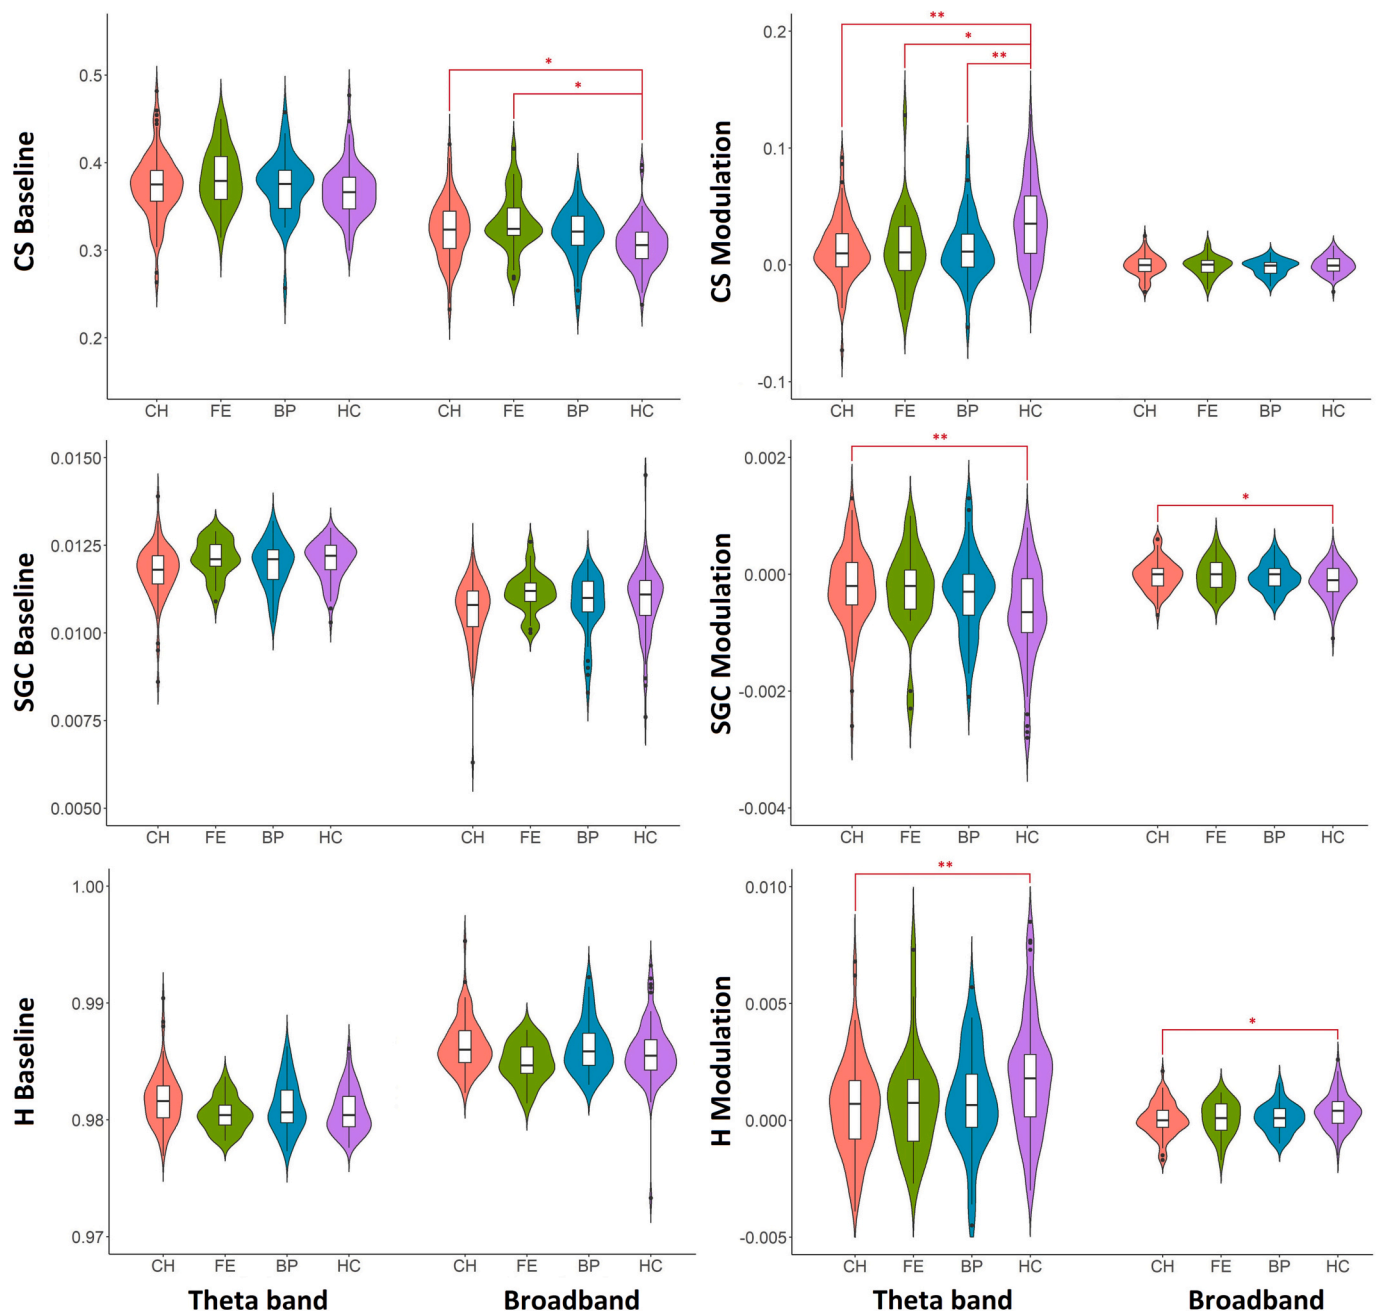 CS Baseline
0.5
0.4
0.3
0.2
* 
*
CH FE BP HC CH FE BP HC
CS Modulation
0.2
0.1
0.0
-0.1
**
*
**
CH FE BP HC CH FE BP HC
SGC Baseline
0.0150
0.0125
0.0100
0.0075
0.0050
CH FE BP HC CH FE BP HC
SGC Modulation
0.002
0.000
-0.002
-0.004
**
*
CH FE BP HC CH FE BP HC
H Baseline
1.00
0.99
0.98
0.97
CH FE BP HC CH FE BP HC
Theta band Broadband
H Modulation
0.010
0.005
0.000
-0.005
**
*
CH FE BP HC CH FE BP HC
Theta band Broadband